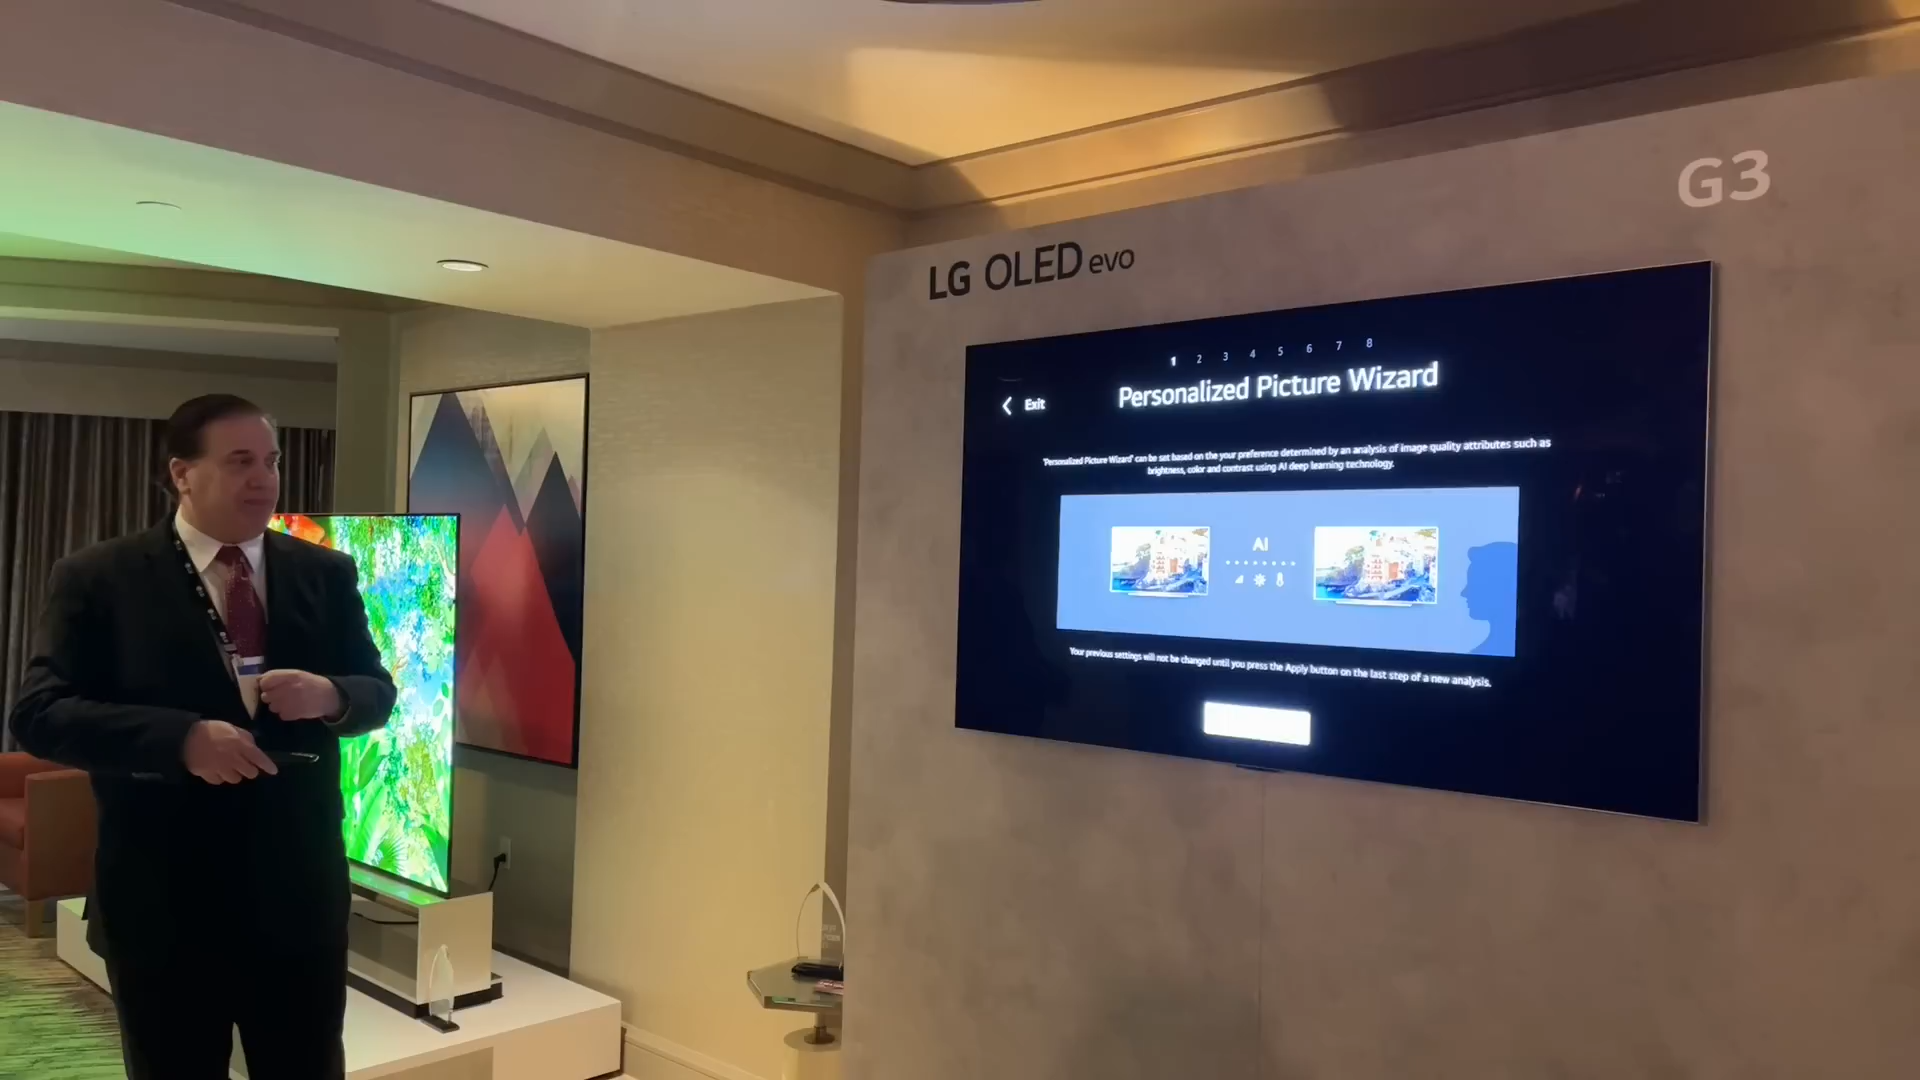 G3
LG OLED evo
1 2 3 4 5 6 7 8
Exit
Personalized Picture Wizard
'Personalized Picture Wizard' can be set based on the your preference determined by an analysis of image quality attributes such as
brightness, color and contrast using AI deep learning technology.
AI
Your previous settings will not be changed until you press the Apply button on the last step of a new analysis.